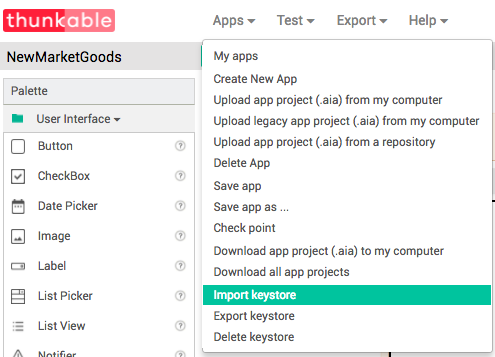 thunkable
Apps Test Export Help
NewMarketGoods
Palette
User Interface
Button
CheckBox
Date Picker
Image
Label
List Picker
List View
Notifier
My apps
Create New App
Upload app project (.aia) from my computer
Upload legacy app project (.aia) from my computer
Upload app project (.aia) from a repository
Delete App
Save app
Save app as ...
Check point
Download app project (.aia) to my computer
Download all app projects
Import keystore
Export keystore
Delete keystore